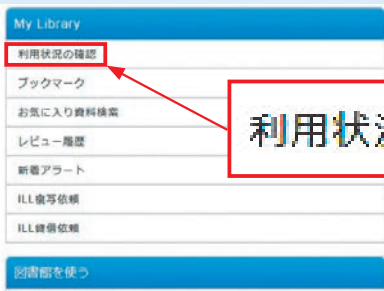 My Library
利用状況の確認
ブックマーク
お気に入り資料検索
レビュー履歴
新着アラート
ILL複写依頼
ILL貸借依頼
利用状況
図書館を使う